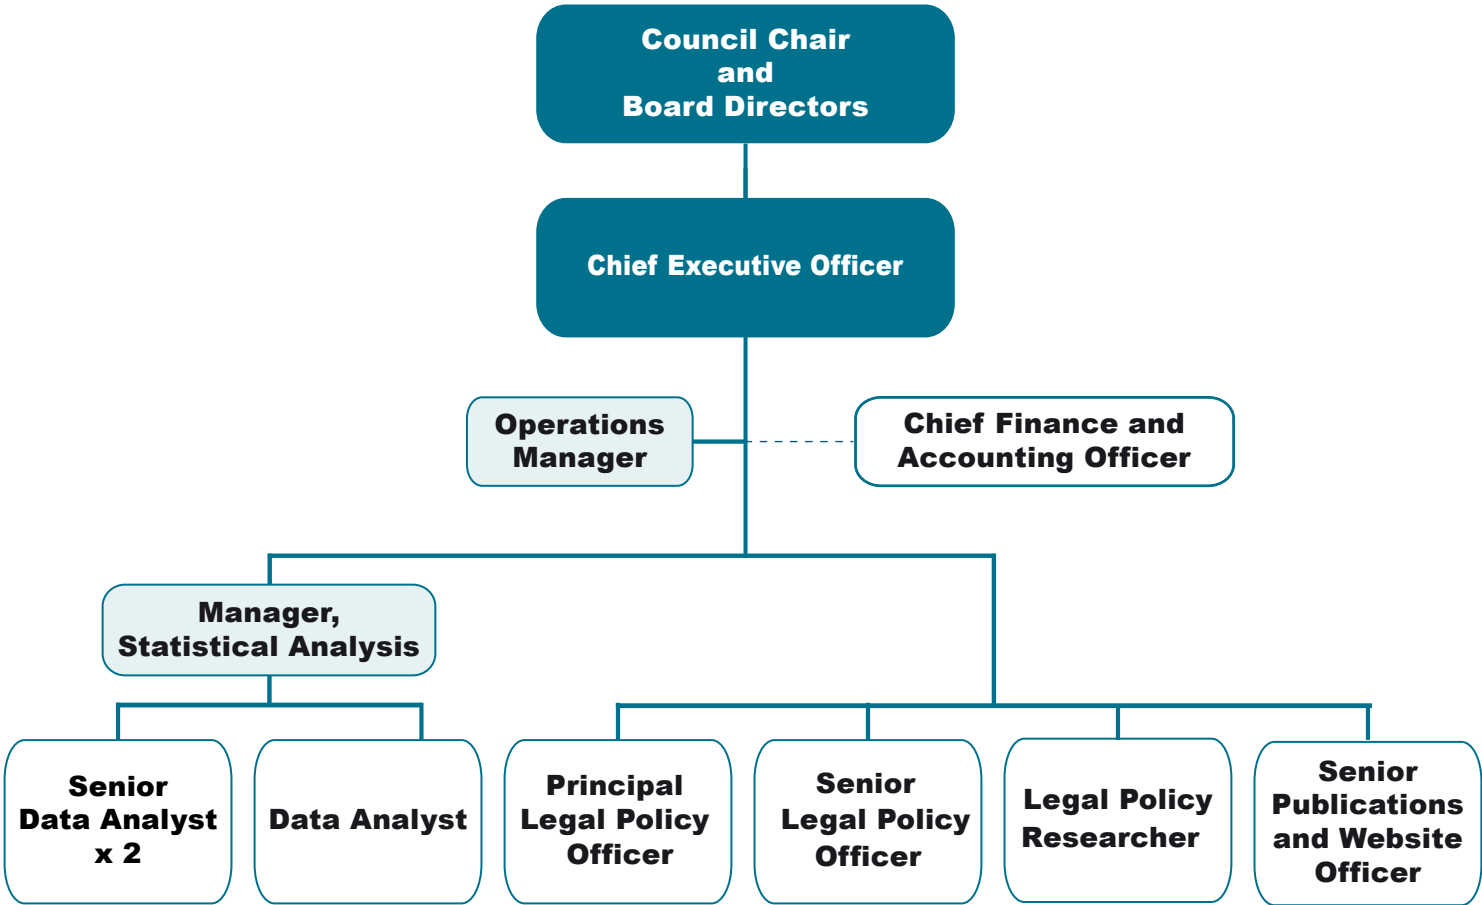 Council Chair
and
Board Directors
Chief Executive Officer
Operations
Manager
Chief Finance and
Accounting Officer
Manager,
Statistical Analysis
Senior
Data Analyst
x 2
Data Analyst
Principal
Legal Policy
Officer
Senior
Legal Policy
Officer
Legal Policy
Researcher
Senior
Publications
and Website
Officer